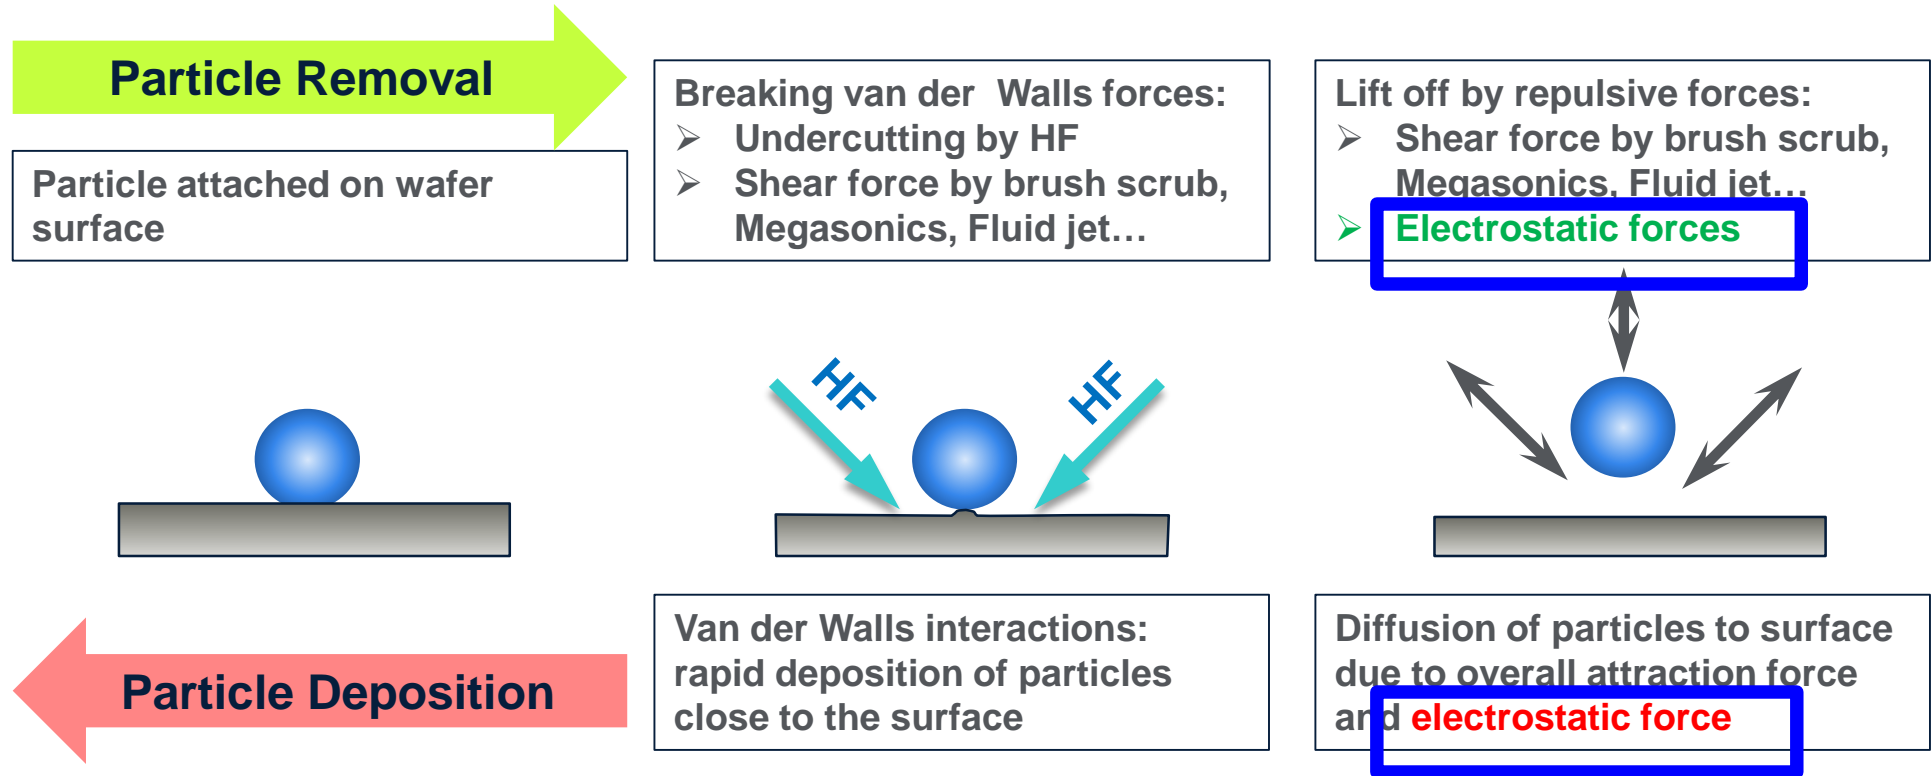 Particle Removal
Particle attached on wafer
surface
Breaking van der Walls forces:
➢ Undercutting by HF
➢ Shear force by brush scrub,
Megasonics, Fluid jet…
Lift off by repulsive forces:
➢ Shear force by brush scrub,
Megasonics, Fluid jet…
➢ Electrostatic forces
HF
HF
Particle Deposition
Van der Walls interactions:
rapid deposition of particles
close to the surface
Diffusion of particles to surface
due to overall attraction force
and electrostatic force